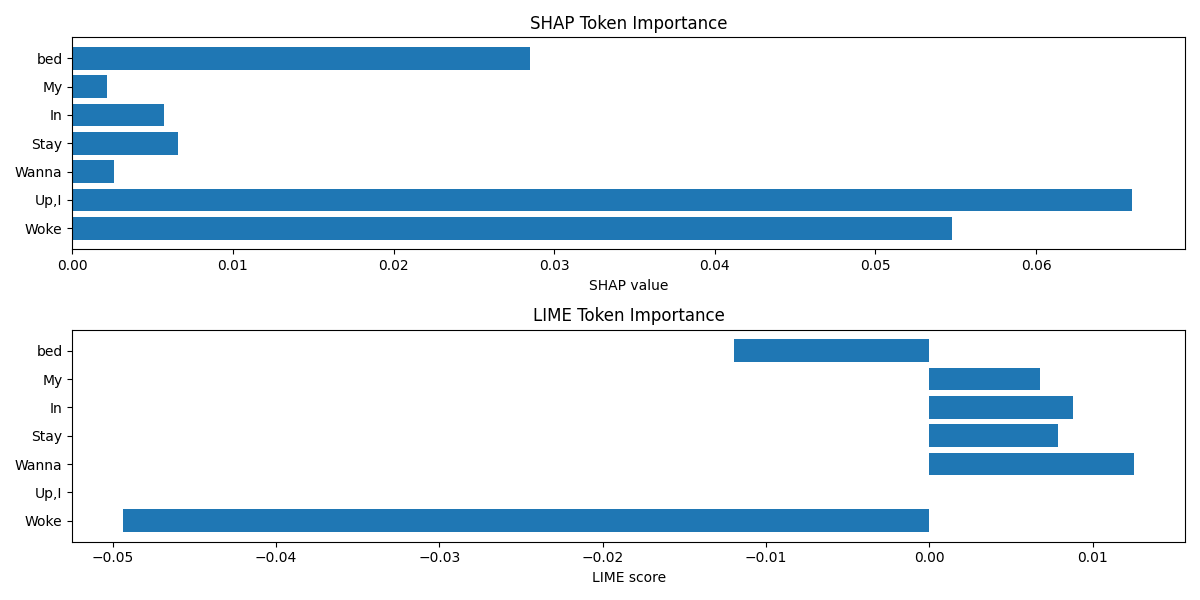 SHAP Token Importance
bed
My
In
Stay
Wanna
Up,I
Woke
0.00 0.01 0.02 0.03 0.04 0.05 0.06
SHAP value
LIME Token Importance
bed
My
In
Stay
Wanna
Up,I
Woke
−0.05 −0.04 −0.03 −0.02 −0.01 0.00 0.01
LIME score